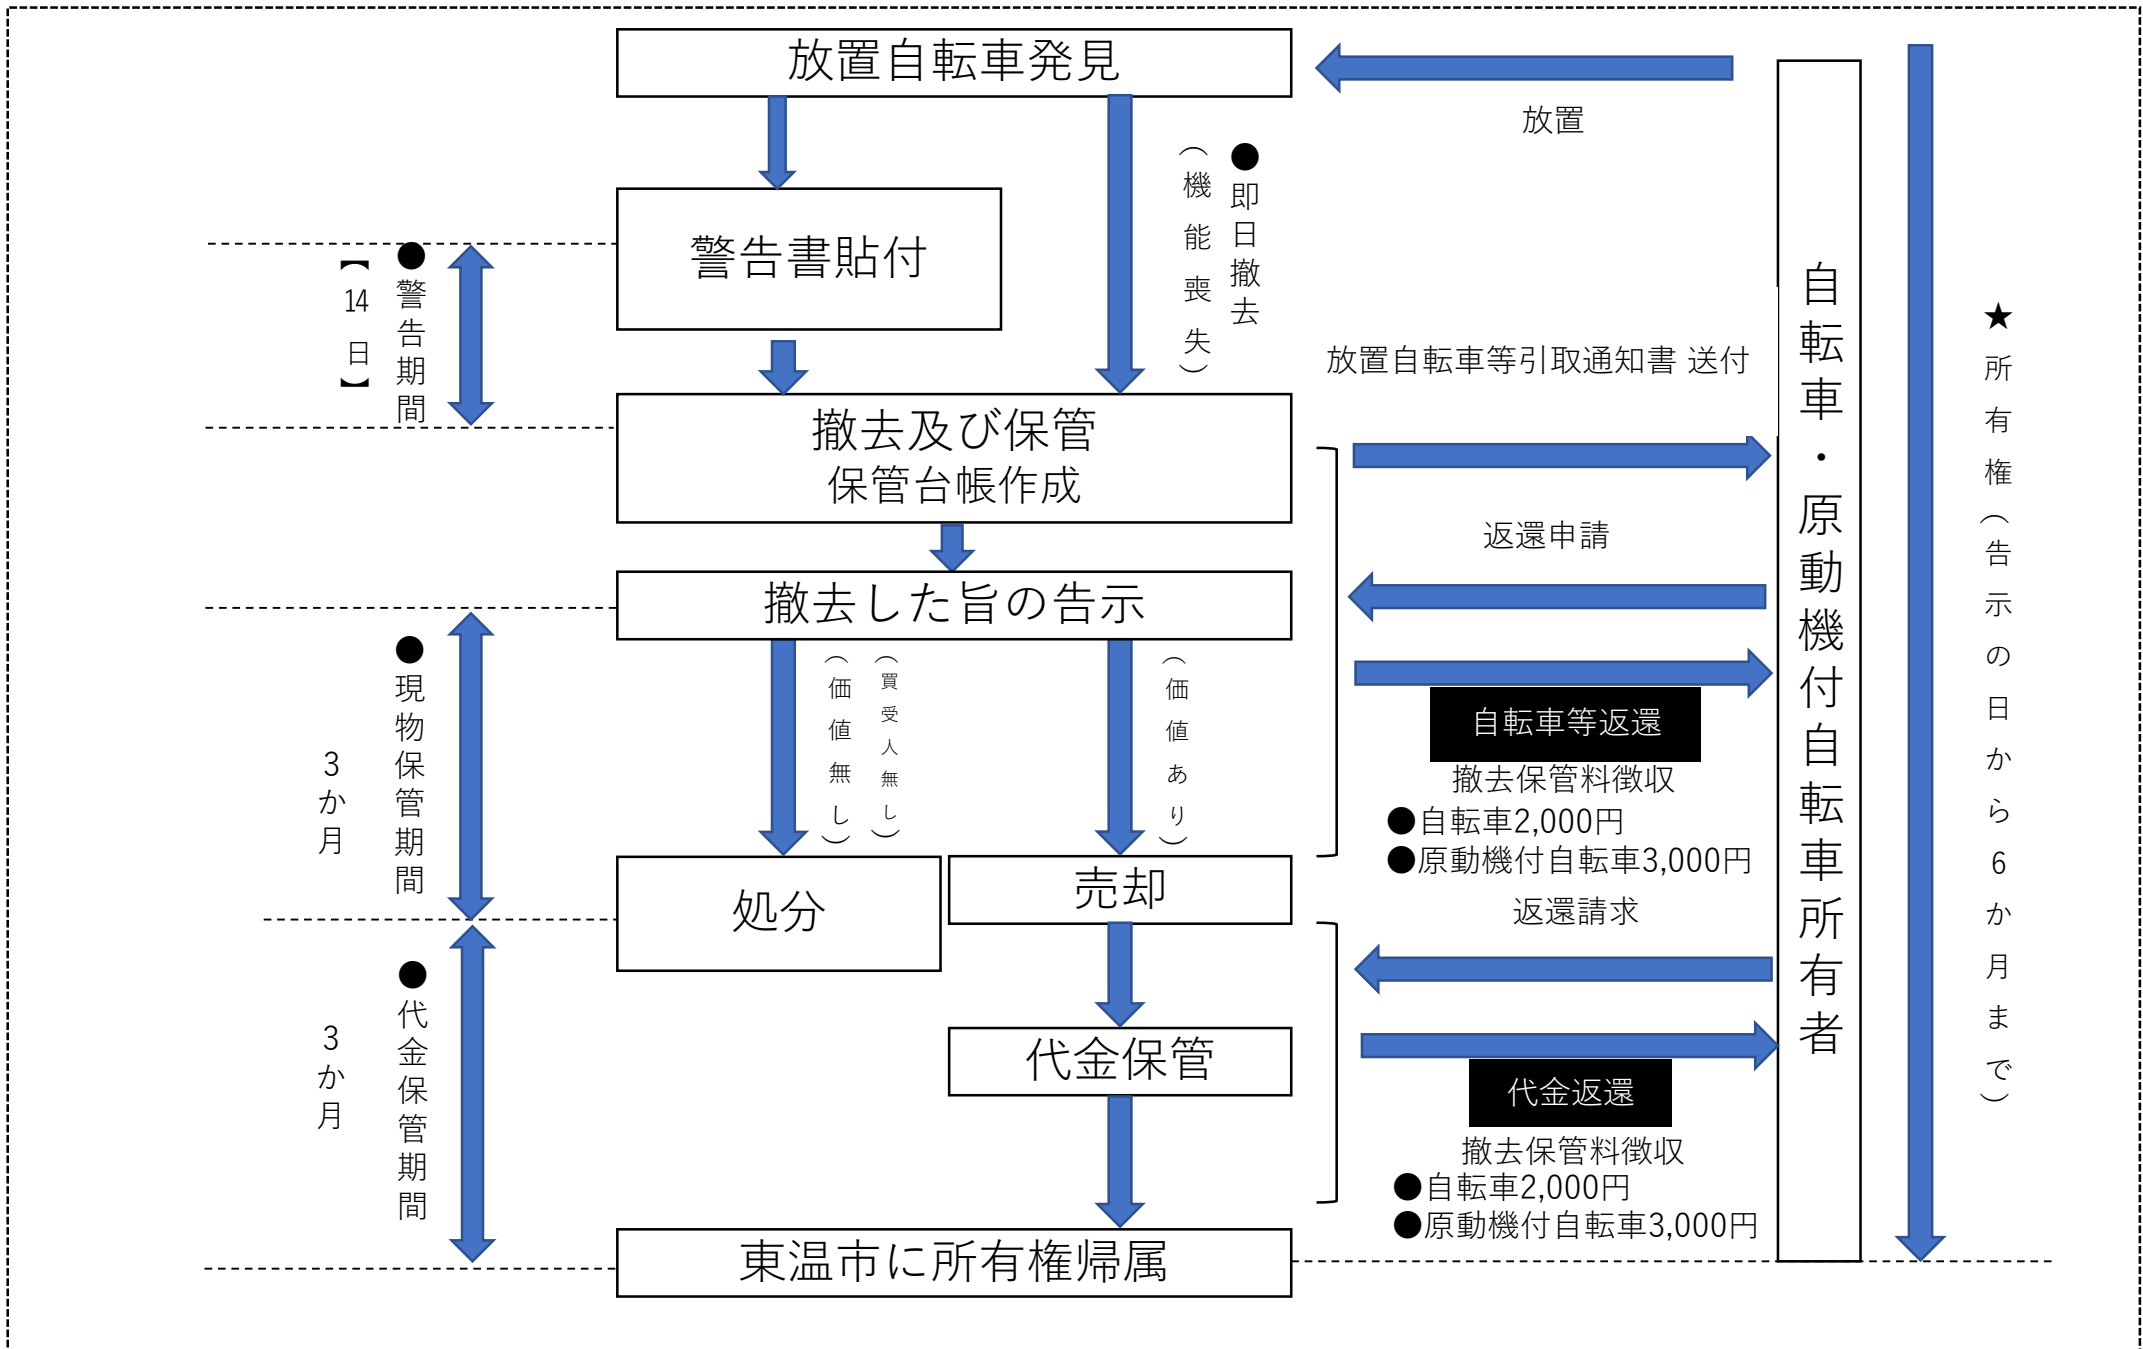 放置自転車発見
放置
●即日撤去
（機能喪失）
警告書貼付
●警告期間
【14日】
放置自転車等引取通知書 送付
撤去及び保管
保管台帳作成
返還申請
撤去した旨の告示
（買受人無し）
（価値無し）
（価値あり）
●現物保管期間
3か月
自転車等返還
撤去保管料徴収
●自転車2,000円
●原動機付自転車3,000円
処分
売却
返還請求
●代金保管期間
3か月
代金保管
代金返還
撤去保管料徴収
●自転車2,000円
●原動機付自転車3,000円
東温市に所有権帰属
自転車・原動機付自転車所有者
★所有権（告示の日から6か月まで）